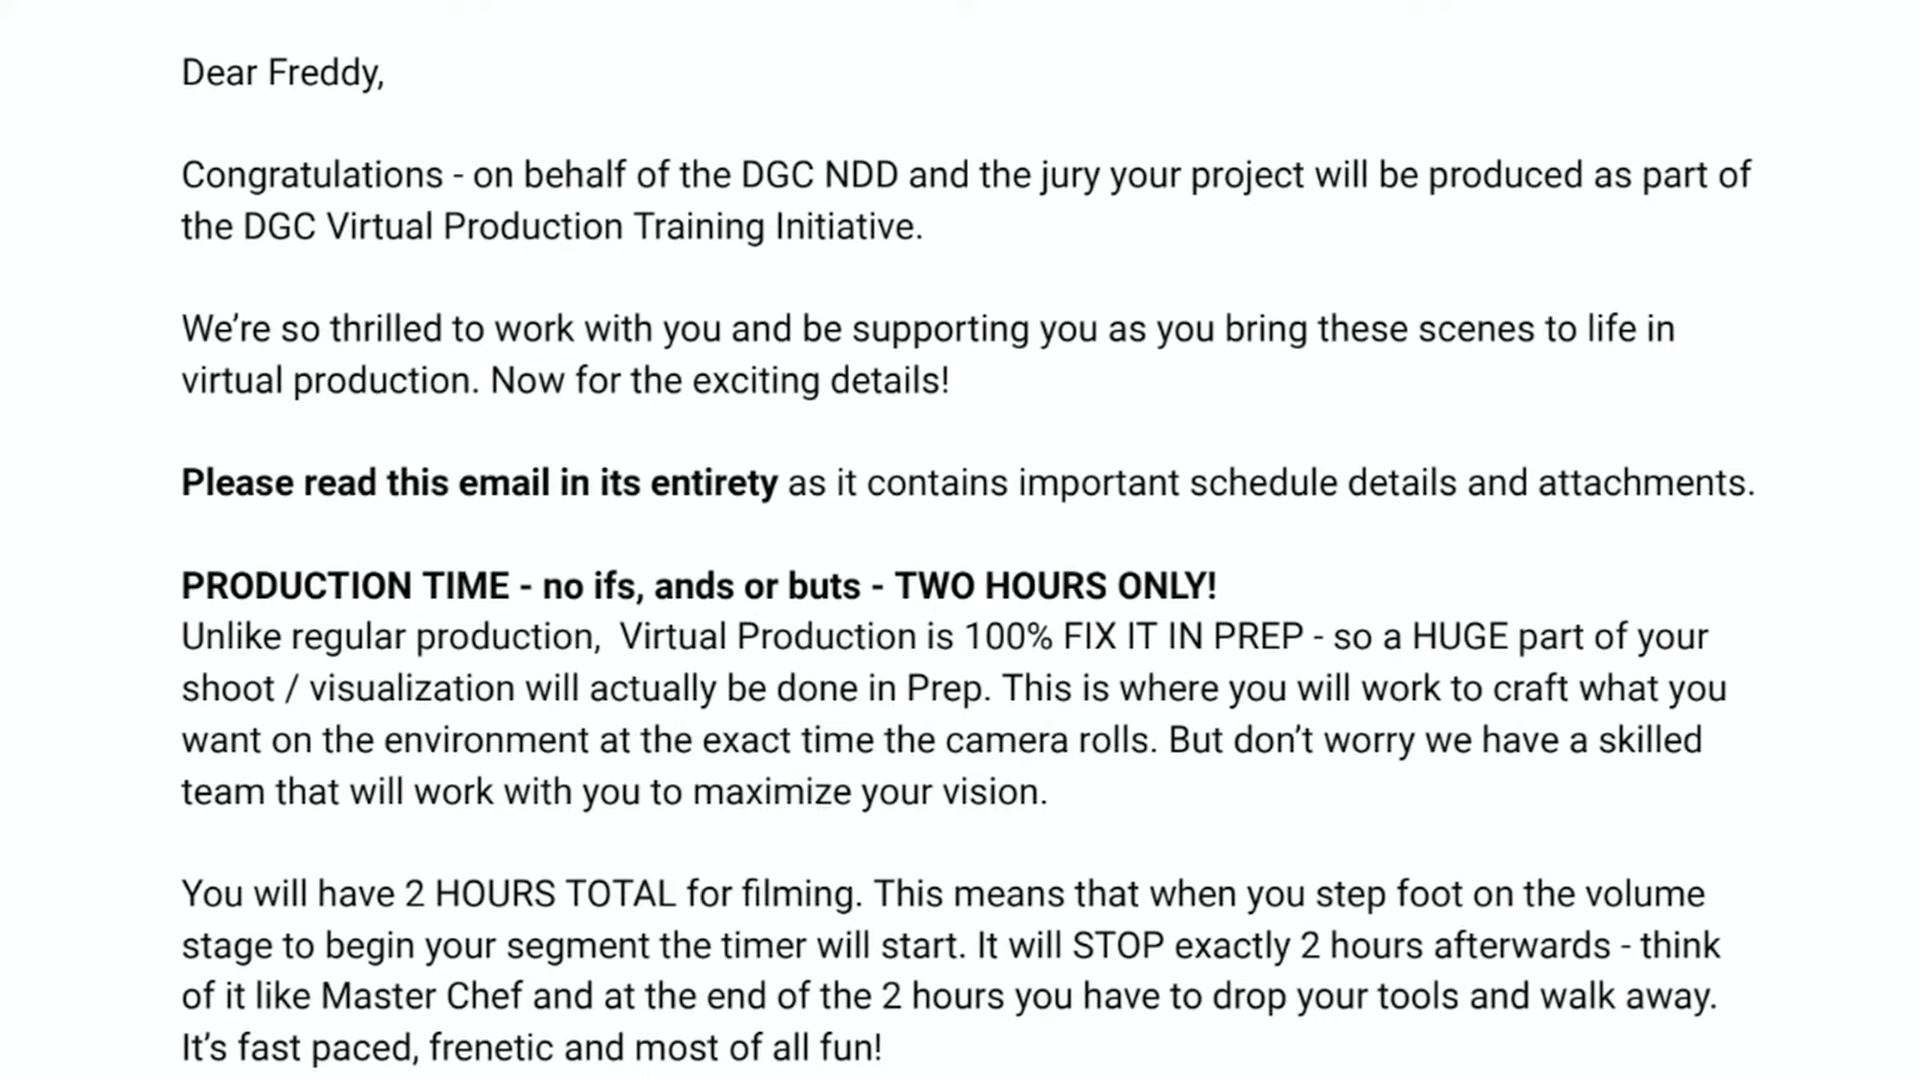 Dear Freddy,
Congratulations - on behalf of the DGC NDD and the jury your project will be produced as part of
the DGC Virtual Production Training Initiative.
We’re so thrilled to work with you and be supporting you as you bring these scenes to life in
virtual production. Now for the exciting details!
Please read this email in its entirety as it contains important schedule details and attachments.
PRODUCTION TIME - no ifs, ands or buts - TWO HOURS ONLY!
Unlike regular production,  Virtual Production is 100% FIX IT IN PREP - so a HUGE part of your
shoot / visualization will actually be done in Prep. This is where you will work to craft what you
want on the environment at the exact time the camera rolls. But don’t worry we have a skilled
team that will work with you to maximize your vision.
You will have 2 HOURS TOTAL for filming. This means that when you step foot on the volume
stage to begin your segment the timer will start. It will STOP exactly 2 hours afterwards - think
of it like Master Chef and at the end of the 2 hours you have to drop your tools and walk away.
It’s fast paced, frenetic and most of all fun!